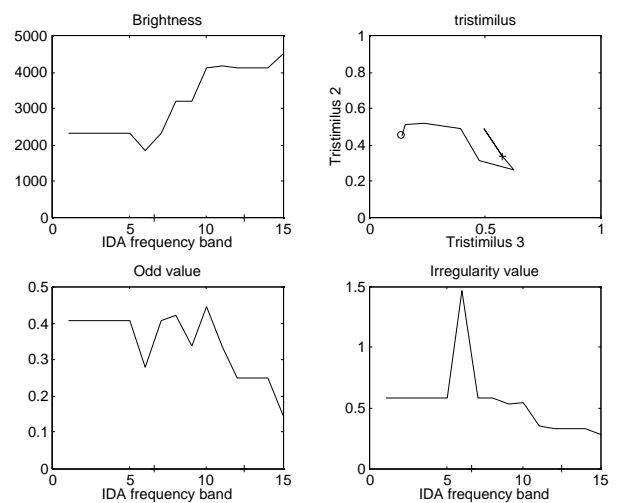 Brightness
5000
4000
3000
2000
1000
0
0 5 10 15
IDA frequency band
tristimilus
1
0.8
0.6
0.4
0.2
0
Tristimilus 2
0 0.5 1
Tristimilus 3
Odd value
0.5
0.4
0.3
0.2
0.1
0
0 5 10 15
IDA frequency band
Irregularity value
1.5
1
0.5
0
0 5 10 15
IDA frequency band